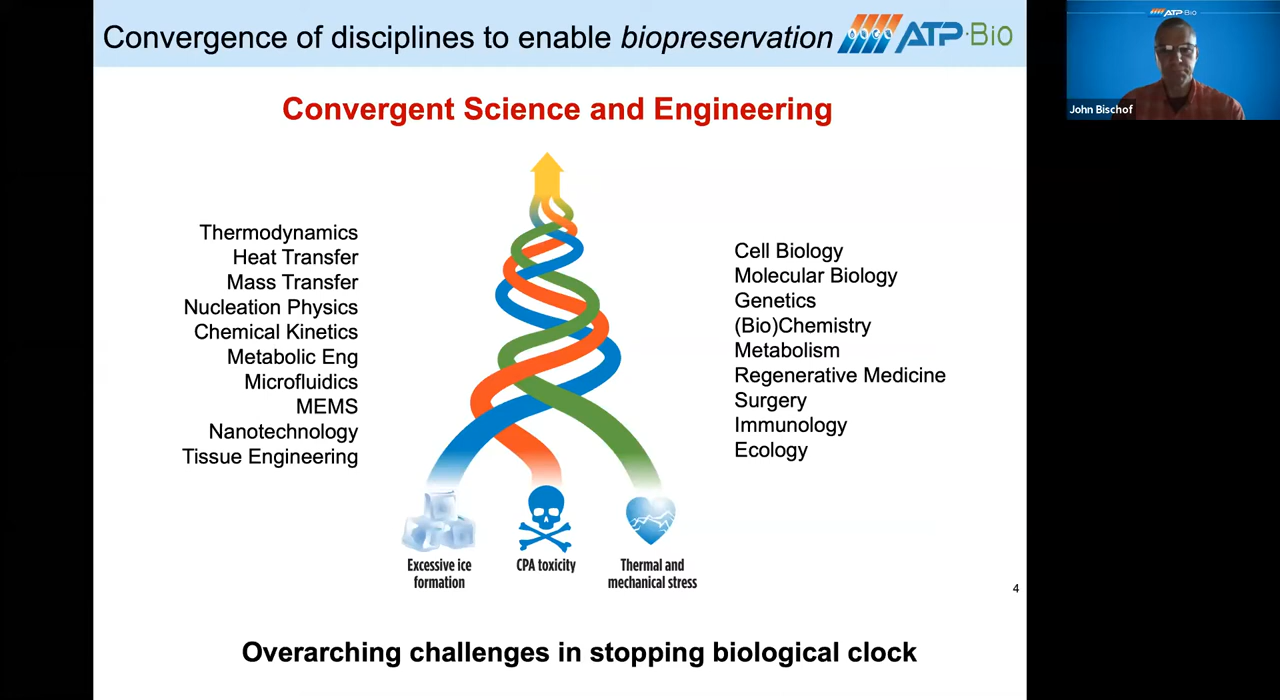 Convergence of disciplines to enable biopreservation
ATP·Bio
ATP·Bio
John Bischof
Convergent Science and Engineering
Thermodynamics
Heat Transfer
Mass Transfer
Nucleation Physics
Chemical Kinetics
Metabolic Eng
Microfluidics
MEMS
Nanotechnology
Tissue Engineering
Cell Biology
Molecular Biology
Genetics
(Bio)Chemistry
Metabolism
Regenerative Medicine
Surgery
Immunology
Ecology
Excessive ice
formation
CPA toxicity
Thermal and
mechanical stress
4
Overarching challenges in stopping biological clock